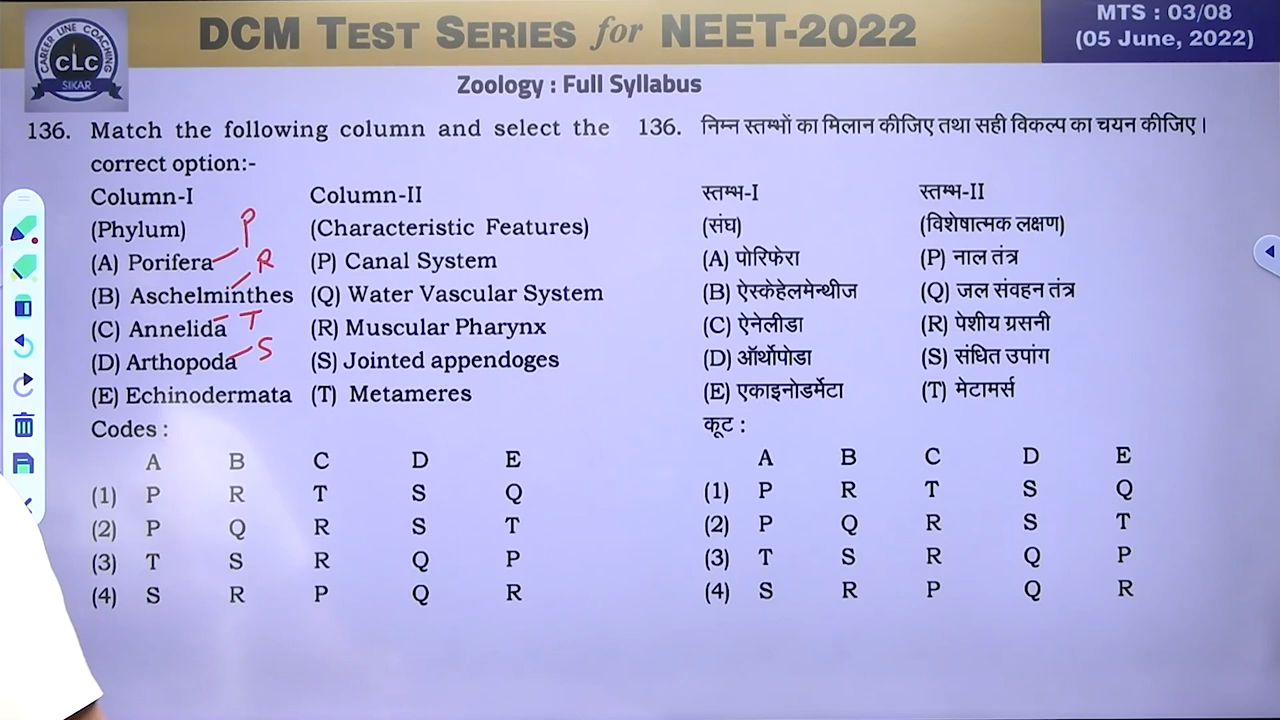 CAREER LINE COACHING
CLC
SIKAR
DCM TEST SERIES for NEET-2022
MTS : 03/08
(05 June, 2022)
Zoology : Full Syllabus
136. Match the following column and select the
correct option:-
Column-I Column-II
(Phylum) (Characteristic Features)
(A) Porifera P (P) Canal System
(B) Aschelminthes R (Q) Water Vascular System
(C) Annelida T (R) Muscular Pharynx
(D) Arthopoda S (S) Jointed appendoges
(E) Echinodermata (T) Metameres
Codes :
A B C D E
(1) P R T S Q
(2) P Q R S T
(3) T S R Q P
(4) S R P Q R
136. निम्न स्तम्भों का मिलान कीजिए तथा सही विकल्प का चयन कीजिए।
स्तम्भ-I स्तम्भ-II
(संघ) (विशेषात्मक लक्षण)
(A) पोरिफेरा (P) नाल तंत्र
(B) ऐस्केहेलमेन्थीज (Q) जल संवहन तंत्र
(C) ऐनेलीडा (R) पेशीय ग्रसनी
(D) ऑर्थोपोडा (S) संधित उपांग
(E) एकाइनोडर्मेटा (T) मेटामर्स
कूट :
A B C D E
(1) P R T S Q
(2) P Q R S T
(3) T S R Q P
(4) S R P Q R